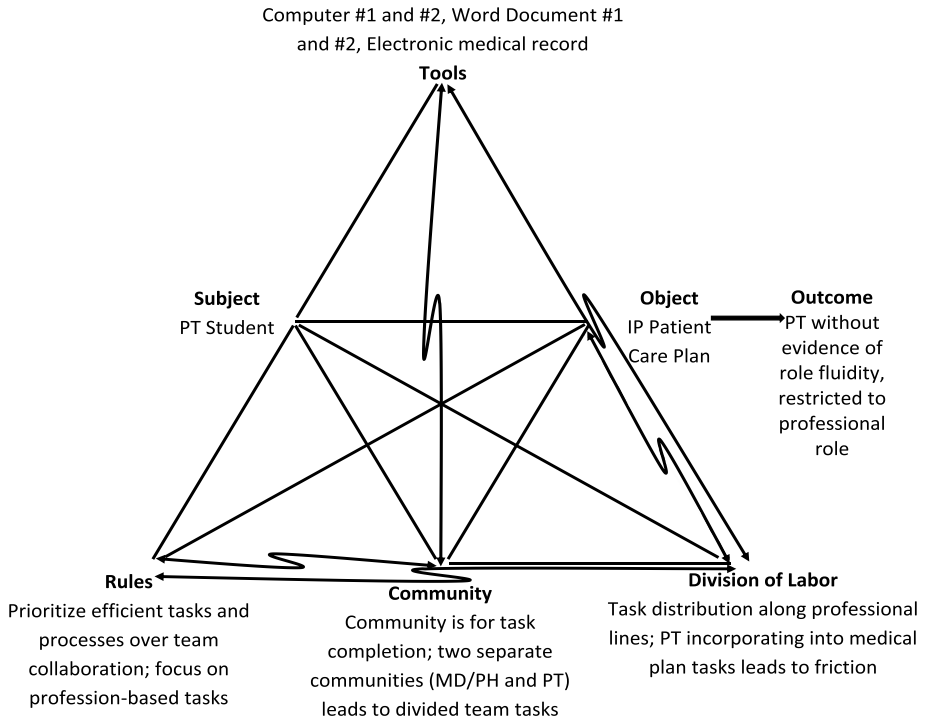 Computer #1 and #2, Word Document #1
and #2, Electronic medical record
Tools
Subject
PT Student
Object
IP Patient
Care Plan
Outcome
PT without
evidence of
role fluidity,
restricted to
professional
role
Rules
Prioritize efficient tasks and
processes over team
collaboration; focus on
profession-based tasks
Community
Community is for task
completion; two separate
communities (MD/PH and PT)
leads to divided team tasks
Division of Labor
Task distribution along professional
lines; PT incorporating into medical
plan tasks leads to friction